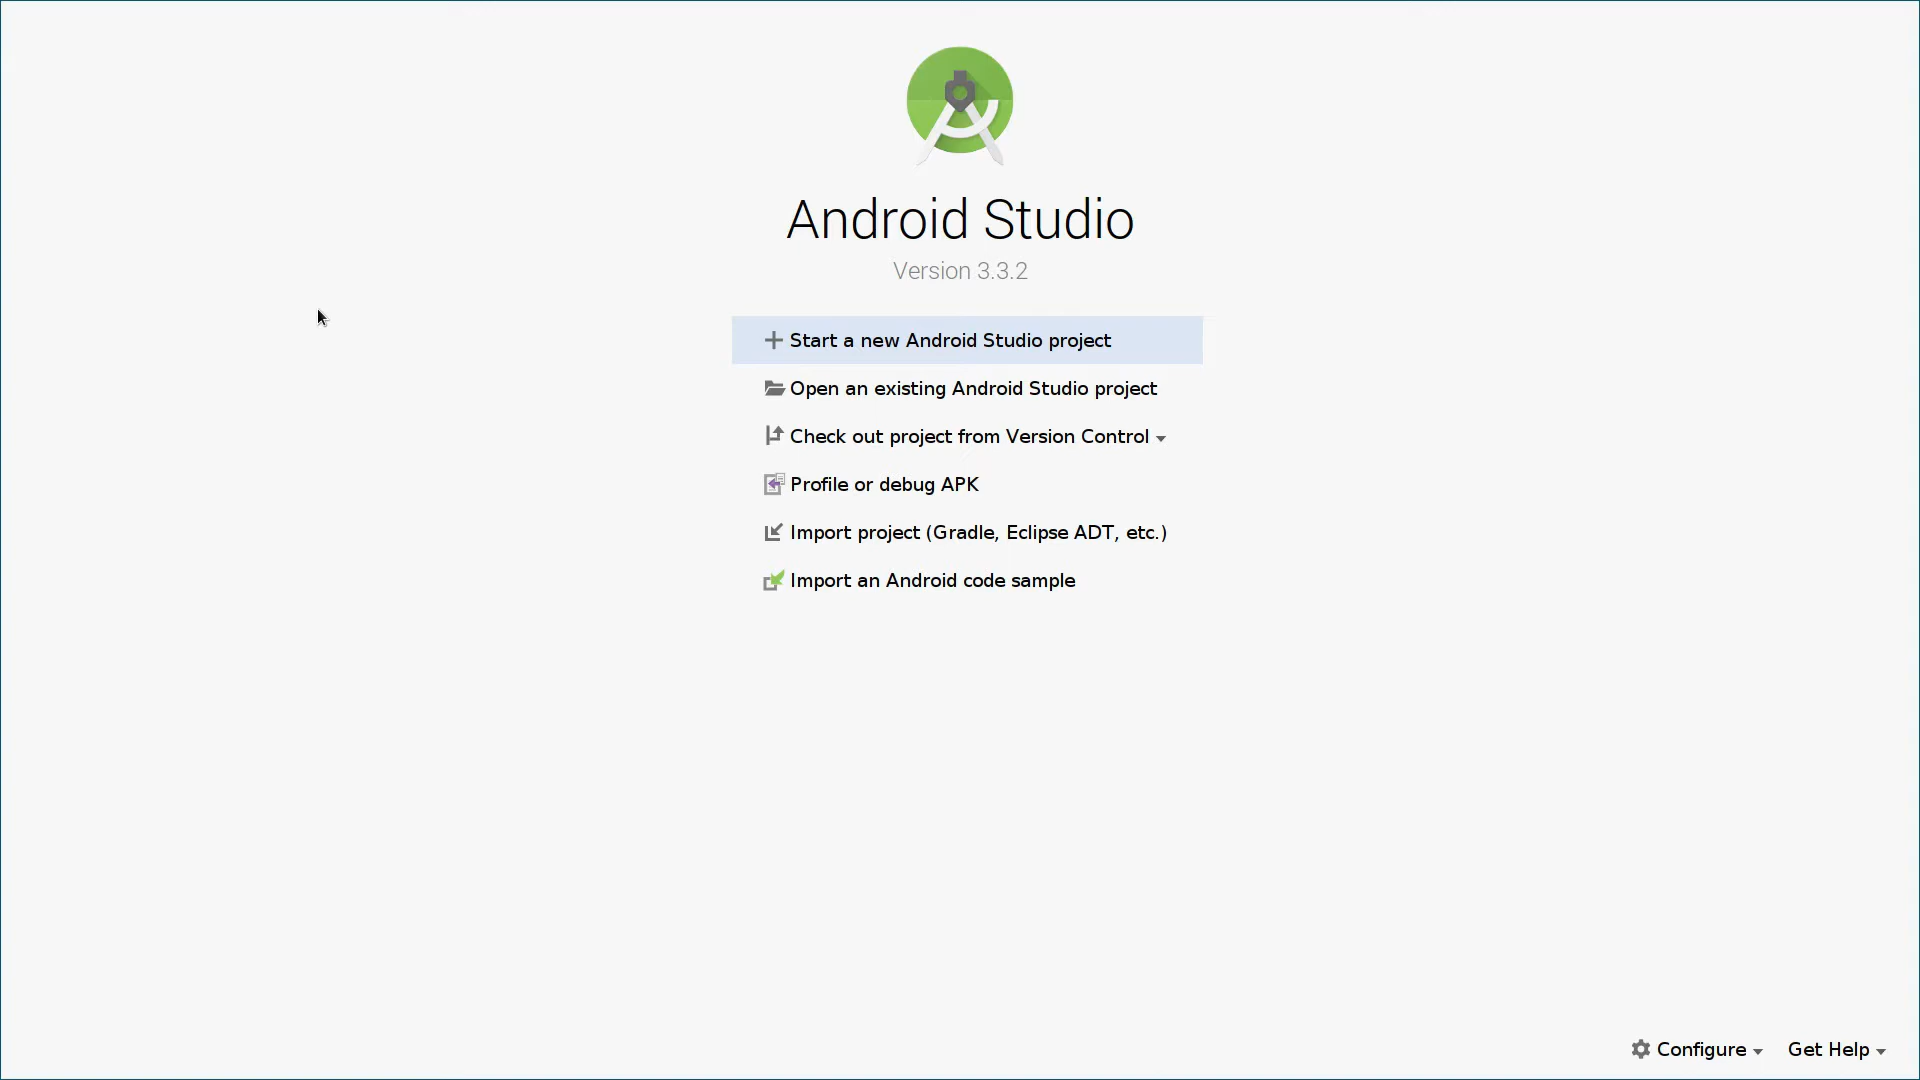 Android Studio
Version 3.3.2
Start a new Android Studio project
Open an existing Android Studio project
Check out project from Version Control
Profile or debug APK
Import project (Gradle, Eclipse ADT, etc.)
Import an Android code sample
Configure
Get Help